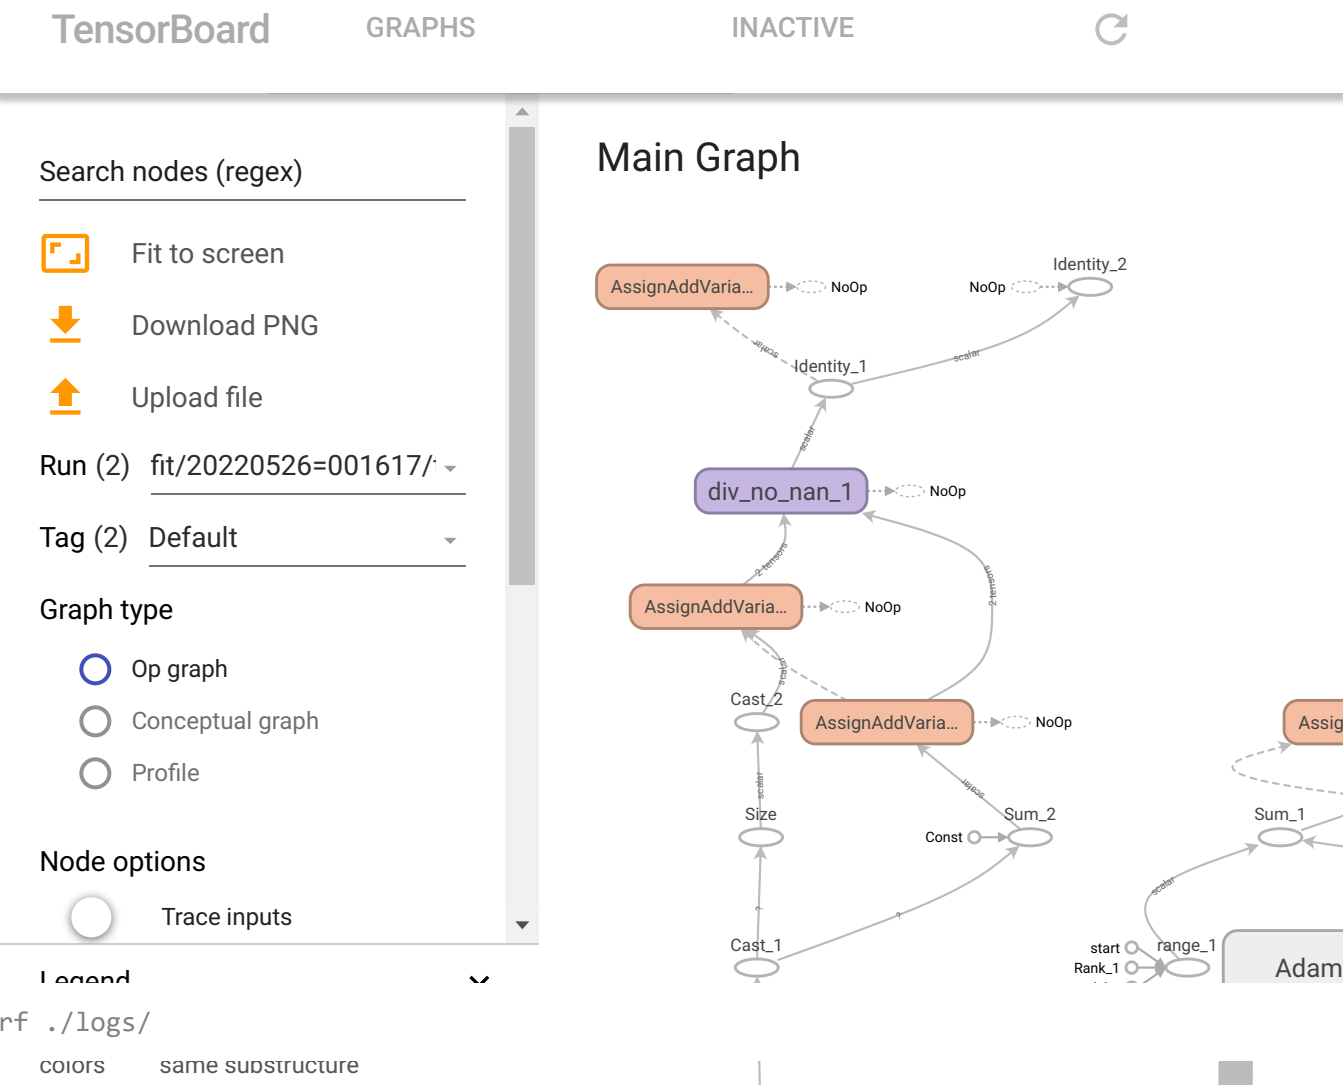 TensorBoard GRAPHS INACTIVE
Search nodes (regex)
Fit to screen
Download PNG
Upload file
Run (2) fit/20220526=001617/
Tag (2) Default
Graph type
Op graph
Conceptual graph
Profile
Node options
Trace inputs
Legend
rf ./logs/
colors same substructure
Main Graph
Identity_2
AssignAddVaria... NoOp
NoOp
scalar
scalar
Identity_1
scalar
div_no_nan_1 NoOp
2 tensors
2 tensors
AssignAddVaria... NoOp
scalar
Cast_2
AssignAddVaria... NoOp
Assig
scalar
scalar
Size
Sum_2
Sum_1
Const
scalar
?
?
Cast_1
start
range_1
Rank_1
Adam